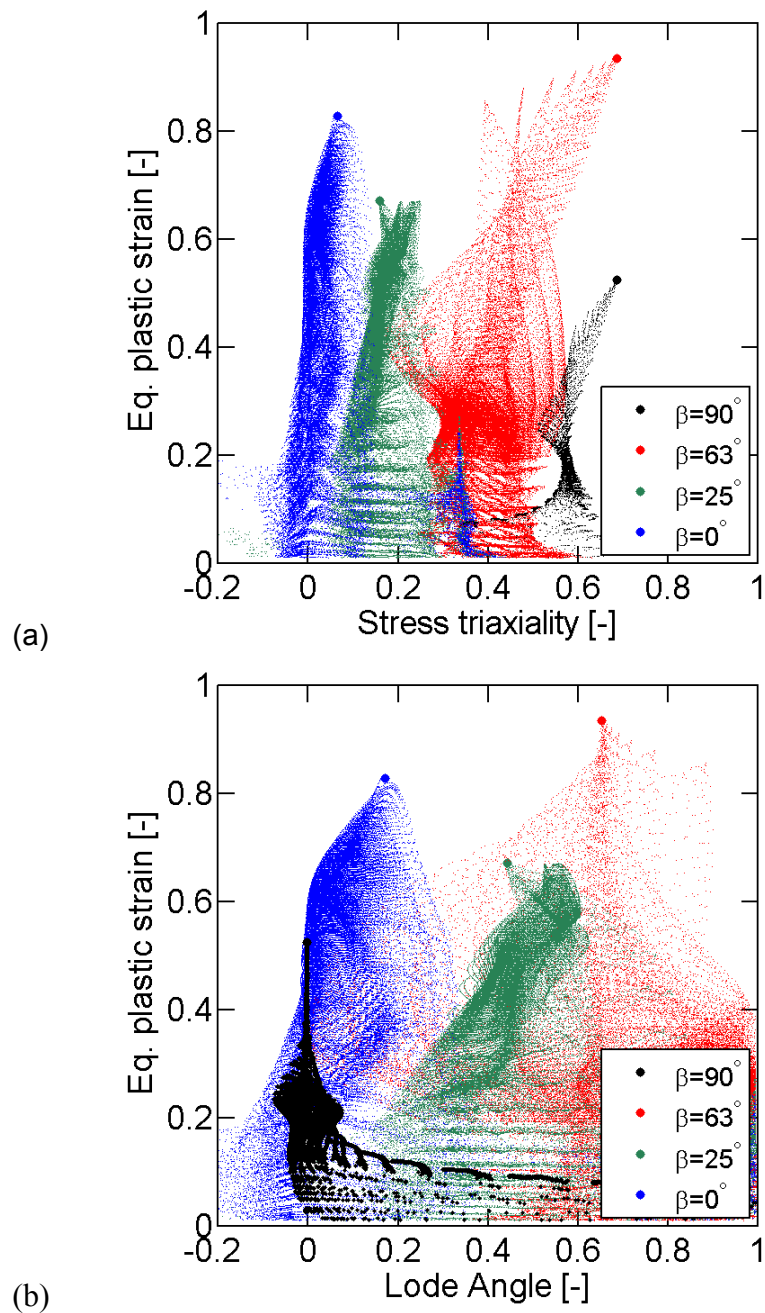 1
0.8
0.6
0.4
0.2
0
Eq. plastic strain [-]
-0.2 0 0.2 0.4 0.6 0.8 1
Stress triaxiality [-]
β=90°
β=63°
β=25°
β=0°
(a)
1
0.8
0.6
0.4
0.2
0
Eq. plastic strain [-]
-0.2 0 0.2 0.4 0.6 0.8 1
Lode Angle [-]
β=90°
β=63°
β=25°
β=0°
(b)